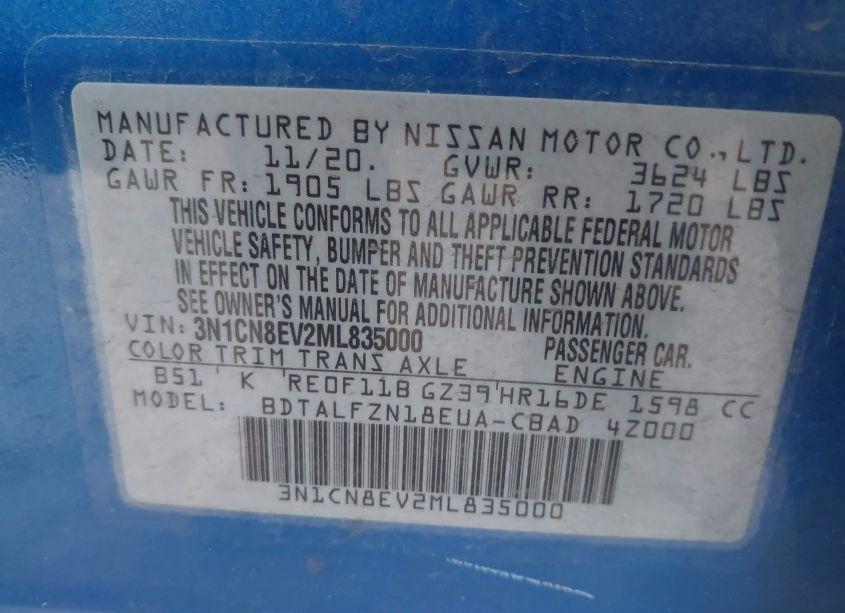 MANUFACTURED BY NISSAN MOTOR CO., LTD.
DATE: 11/20. GVWR: 3624 LBS
GAWR FR: 1905 LBS GAWR RR: 1720 LBS
THIS VEHICLE CONFORMS TO ALL APPLICABLE FEDERAL MOTOR
VEHICLE SAFETY, BUMPER AND THEFT PREVENTION STANDARDS
IN EFFECT ON THE DATE OF MANUFACTURE SHOWN ABOVE.
SEE OWNER'S MANUAL FOR ADDITIONAL INFORMATION.
VIN: 3N1CN8EV2ML835000 PASSENGER CAR.
COLOR TRIM TRANS AXLE ENGINE
B51 ' K 'RE0F11B GZ39'HR16DE 1598 CC
MODEL: BDTALFZN18EUA-CBAD 4Z000
3N1CN8EV2ML835000